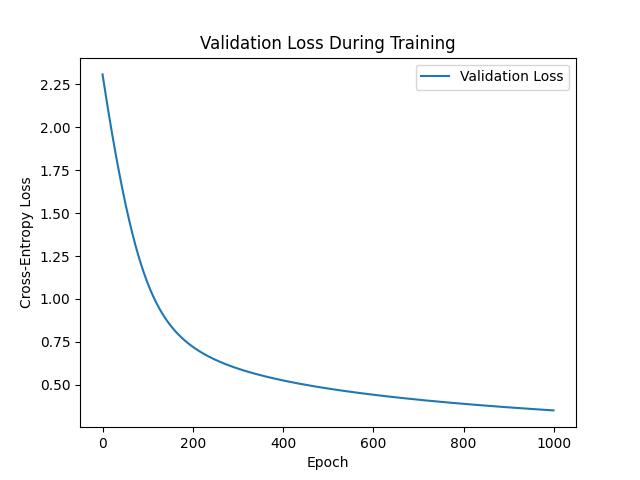 Validation Loss During Training
Validation Loss
2.25
2.00
1.75
1.50
1.25
1.00
0.75
0.50
Cross-Entropy Loss
0 200 400 600 800 1000
Epoch